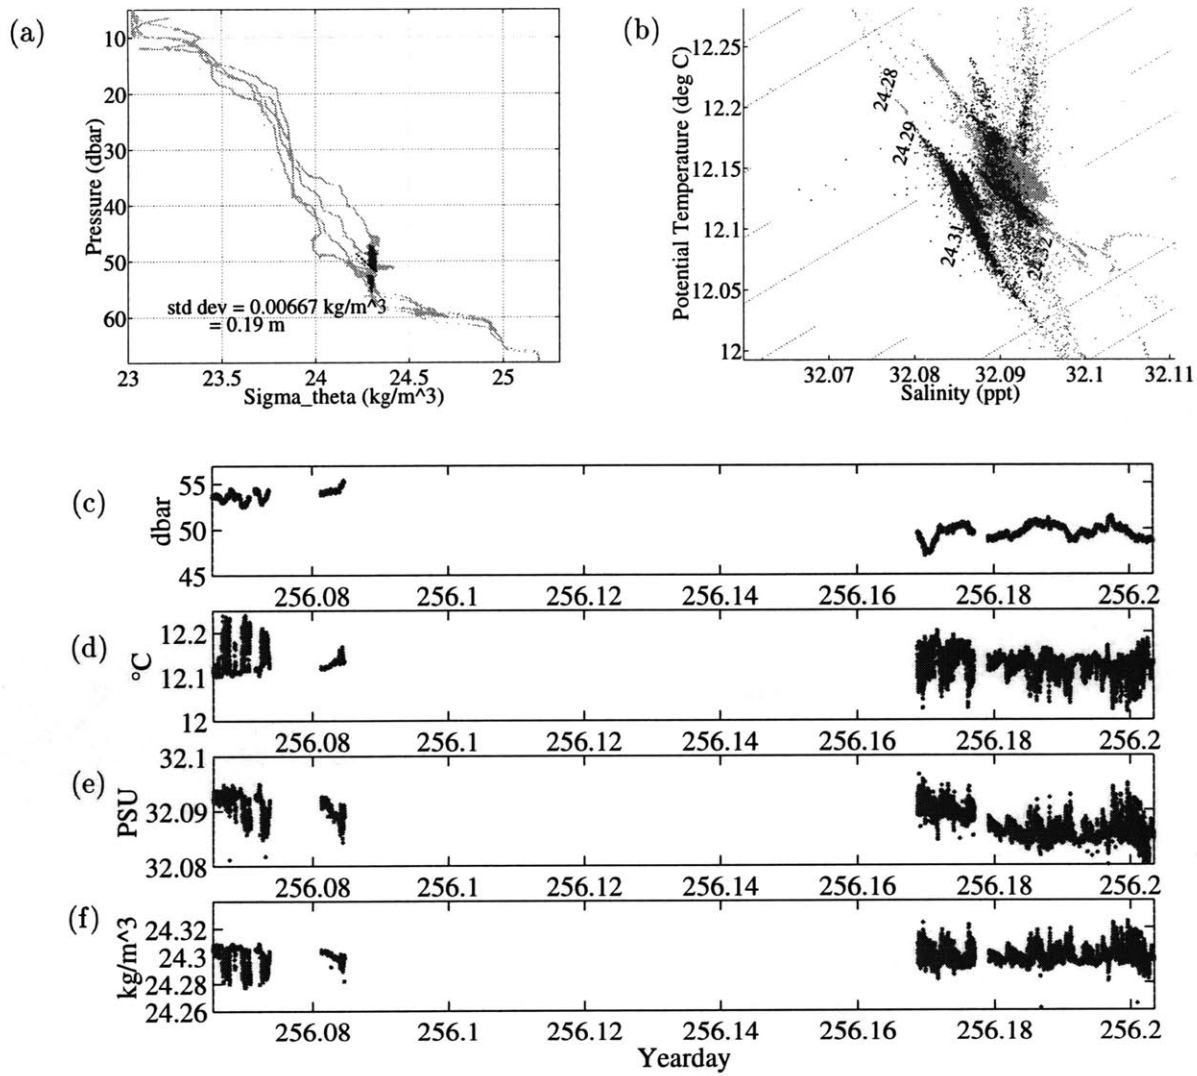 (a)
10
20
30
40
50
60
Pressure (dbar)
std dev = 0.00667 kg/m^3
= 0.19 m
23 23.5 24 24.5 25
Sigma_theta (kg/m^3)
(b)
12.25
12.2
12.15
12.1
12.05
12
Potential Temperature (deg C)
24.28
24.29
24.31
24.32
32.07 32.08 32.09 32.1 32.11
Salinity (ppt)
(c)
dbar
55
50
45
256.08 256.1 256.12 256.14 256.16 256.18 256.2
(d)
°C
12.2
12.1
12
256.08 256.1 256.12 256.14 256.16 256.18 256.2
(e)
PSU
32.1
32.09
32.08
256.08 256.1 256.12 256.14 256.16 256.18 256.2
(f)
kg/m^3
24.32
24.3
24.28
24.26
256.08 256.1 256.12 256.14 256.16 256.18 256.2
Yearday